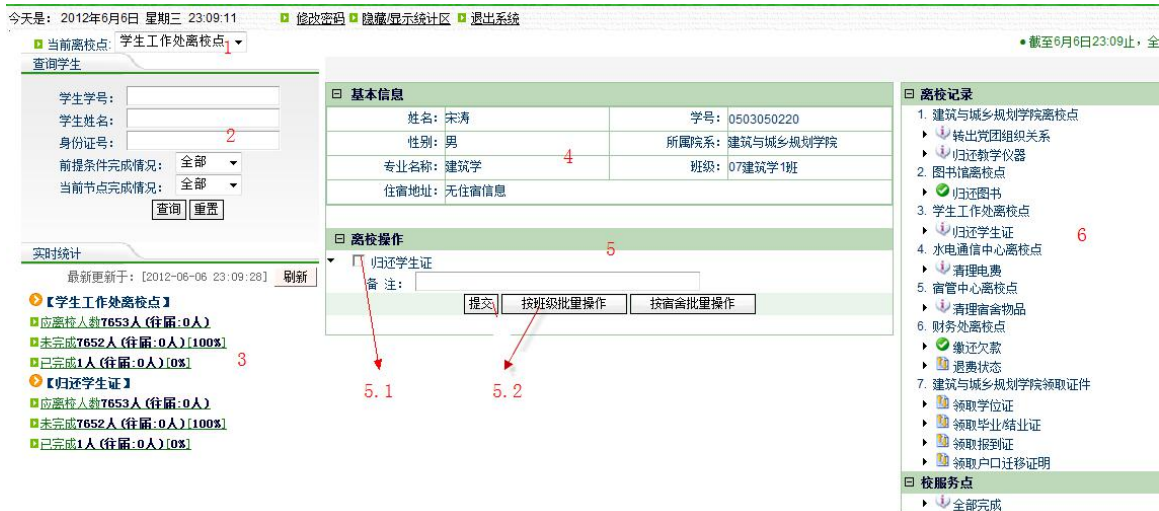 今天是： 2012年6月6日 星期三 23:09:11 修改密码 隐藏/显示统计区 退出系统
当前离校点: 学生工作处离校点 1
• 截至6月6日23:09止，全
查询学生
学生学号：
学生姓名：
身份证号：
2
前提条件完成情况： 全部
当前节点完成情况： 全部
查询 重置
实时统计
最新更新于：[2012-06-06 23:09:28] 刷新
【学生工作处离校点】
应离校人数7653人(往届:0人)
未完成7652人(往届:0人)[100%]
已完成1人(往届:0人)[0%]
3
【归还学生证】
应离校人数7653人(往届:0人)
未完成7652人(往届:0人)[100%]
已完成1人(往届:0人)[0%]
基本信息
姓名： 宋涛 学号： 0503050220
性别： 男 所属院系： 建筑与城乡规划学院
4
专业名称： 建筑学 班级： 07建筑学1班
住宿地址： 无住宿信息
离校操作
5
归还学生证
备 注：
提交 按班级批量操作 按宿舍批量操作
5.1 5.2
离校记录
1. 建筑与城乡规划学院离校点
转出党团组织关系
归还教学仪器
2. 图书馆离校点
归还图书
3. 学生工作处离校点
归还学生证
6
4. 水电通信中心离校点
清理电费
5. 宿管中心离校点
清理宿舍物品
6. 财务处离校点
缴还欠款
退费状态
7. 建筑与城乡规划学院领取证件
领取学位证
领取毕业/结业证
领取报到证
领取户口迁移证明
校服务点
全部完成